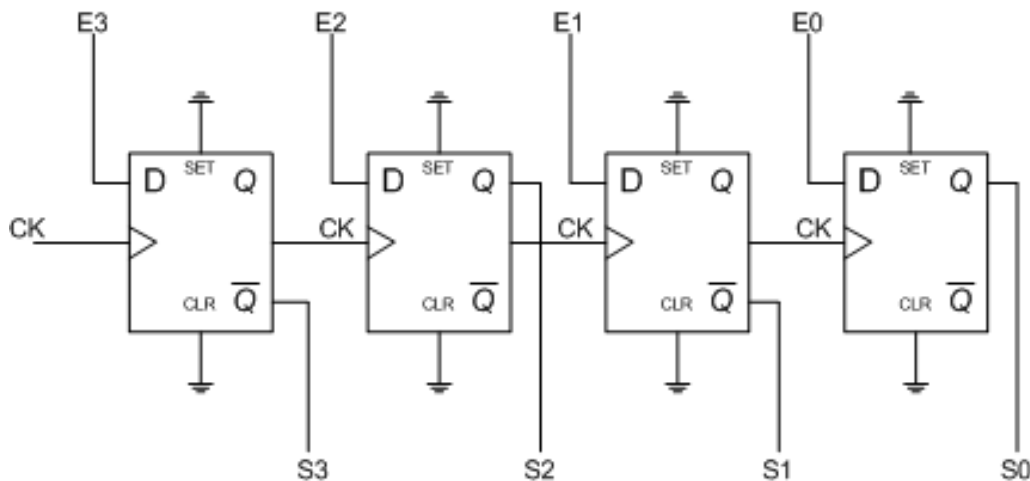 E3 E2 E1 E0
SET SET SET SET
D Q D Q D Q D Q
CK CK CK CK
CLR Q̅ CLR Q̅ CLR Q̅ CLR Q̅
S3 S2 S1 S0